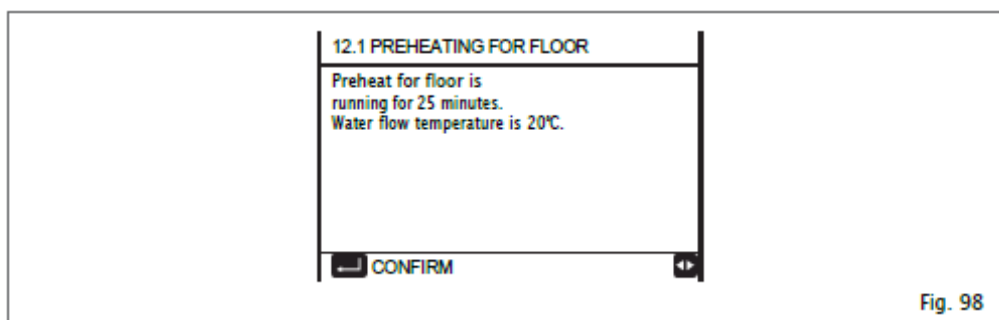 12.1 PREHEATING FOR FLOOR
Preheat for floor is
running for 25 minutes.
Water flow temperature is 20℃.
CONFIRM
Fig. 98